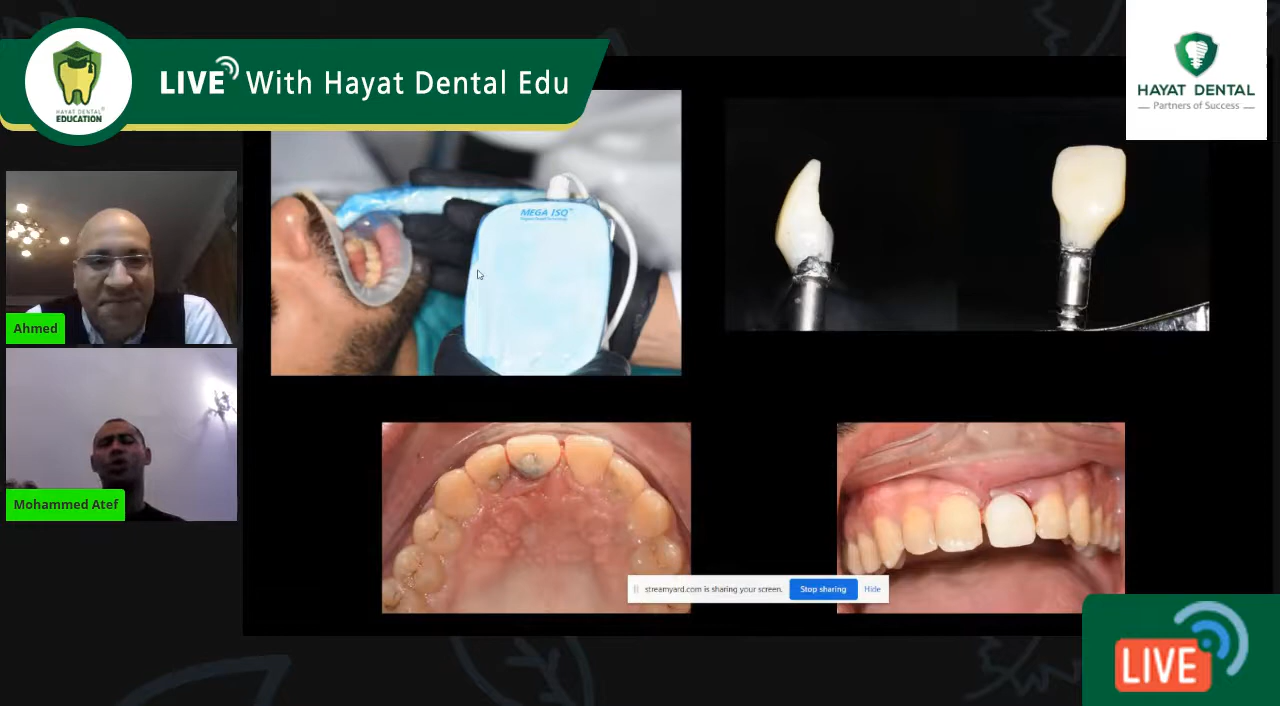 HAYAT DENTAL®
EDUCATION
LIVE With Hayat Dental Edu
HAYAT DENTAL
Partners of Success
Ahmed
Mohammed Atef
MEGA ISQ™
streamyard.com is sharing your screen.
Stop sharing
Hide
LIVE